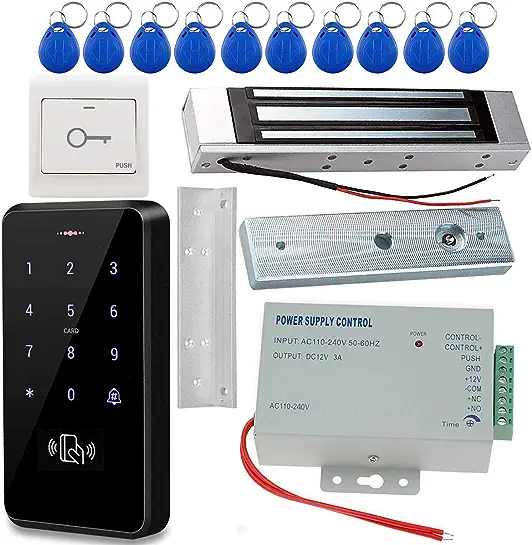 PUSH
1 2 3
4 5 6
CARD
7 8 9
* 0 #
POWER SUPPLY CONTROL
INPUT: AC110-240V 50-60HZ
OUTPUT: DC12V 3A
AC110-240V
POWER
CONTROL-
CONTROL+
PUSH
GND
+12V
-COM
+NC
+NO
Time